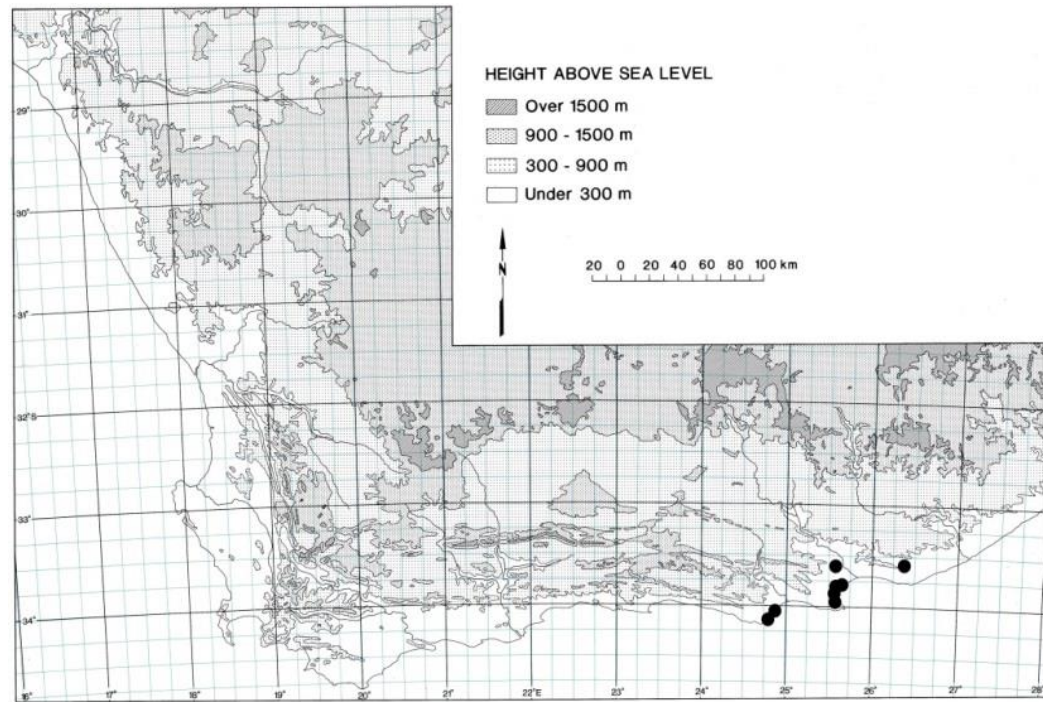 HEIGHT ABOVE SEA LEVEL
Over 1500 m
900 - 1500 m
300 - 900 m
Under 300 m
N
20 0 20 40 60 80 100 km
29°
30°
31°
32°S
33°
34°
16° 17° 18° 19° 20° 21° 22°E 23° 24° 25° 26° 27° 28°